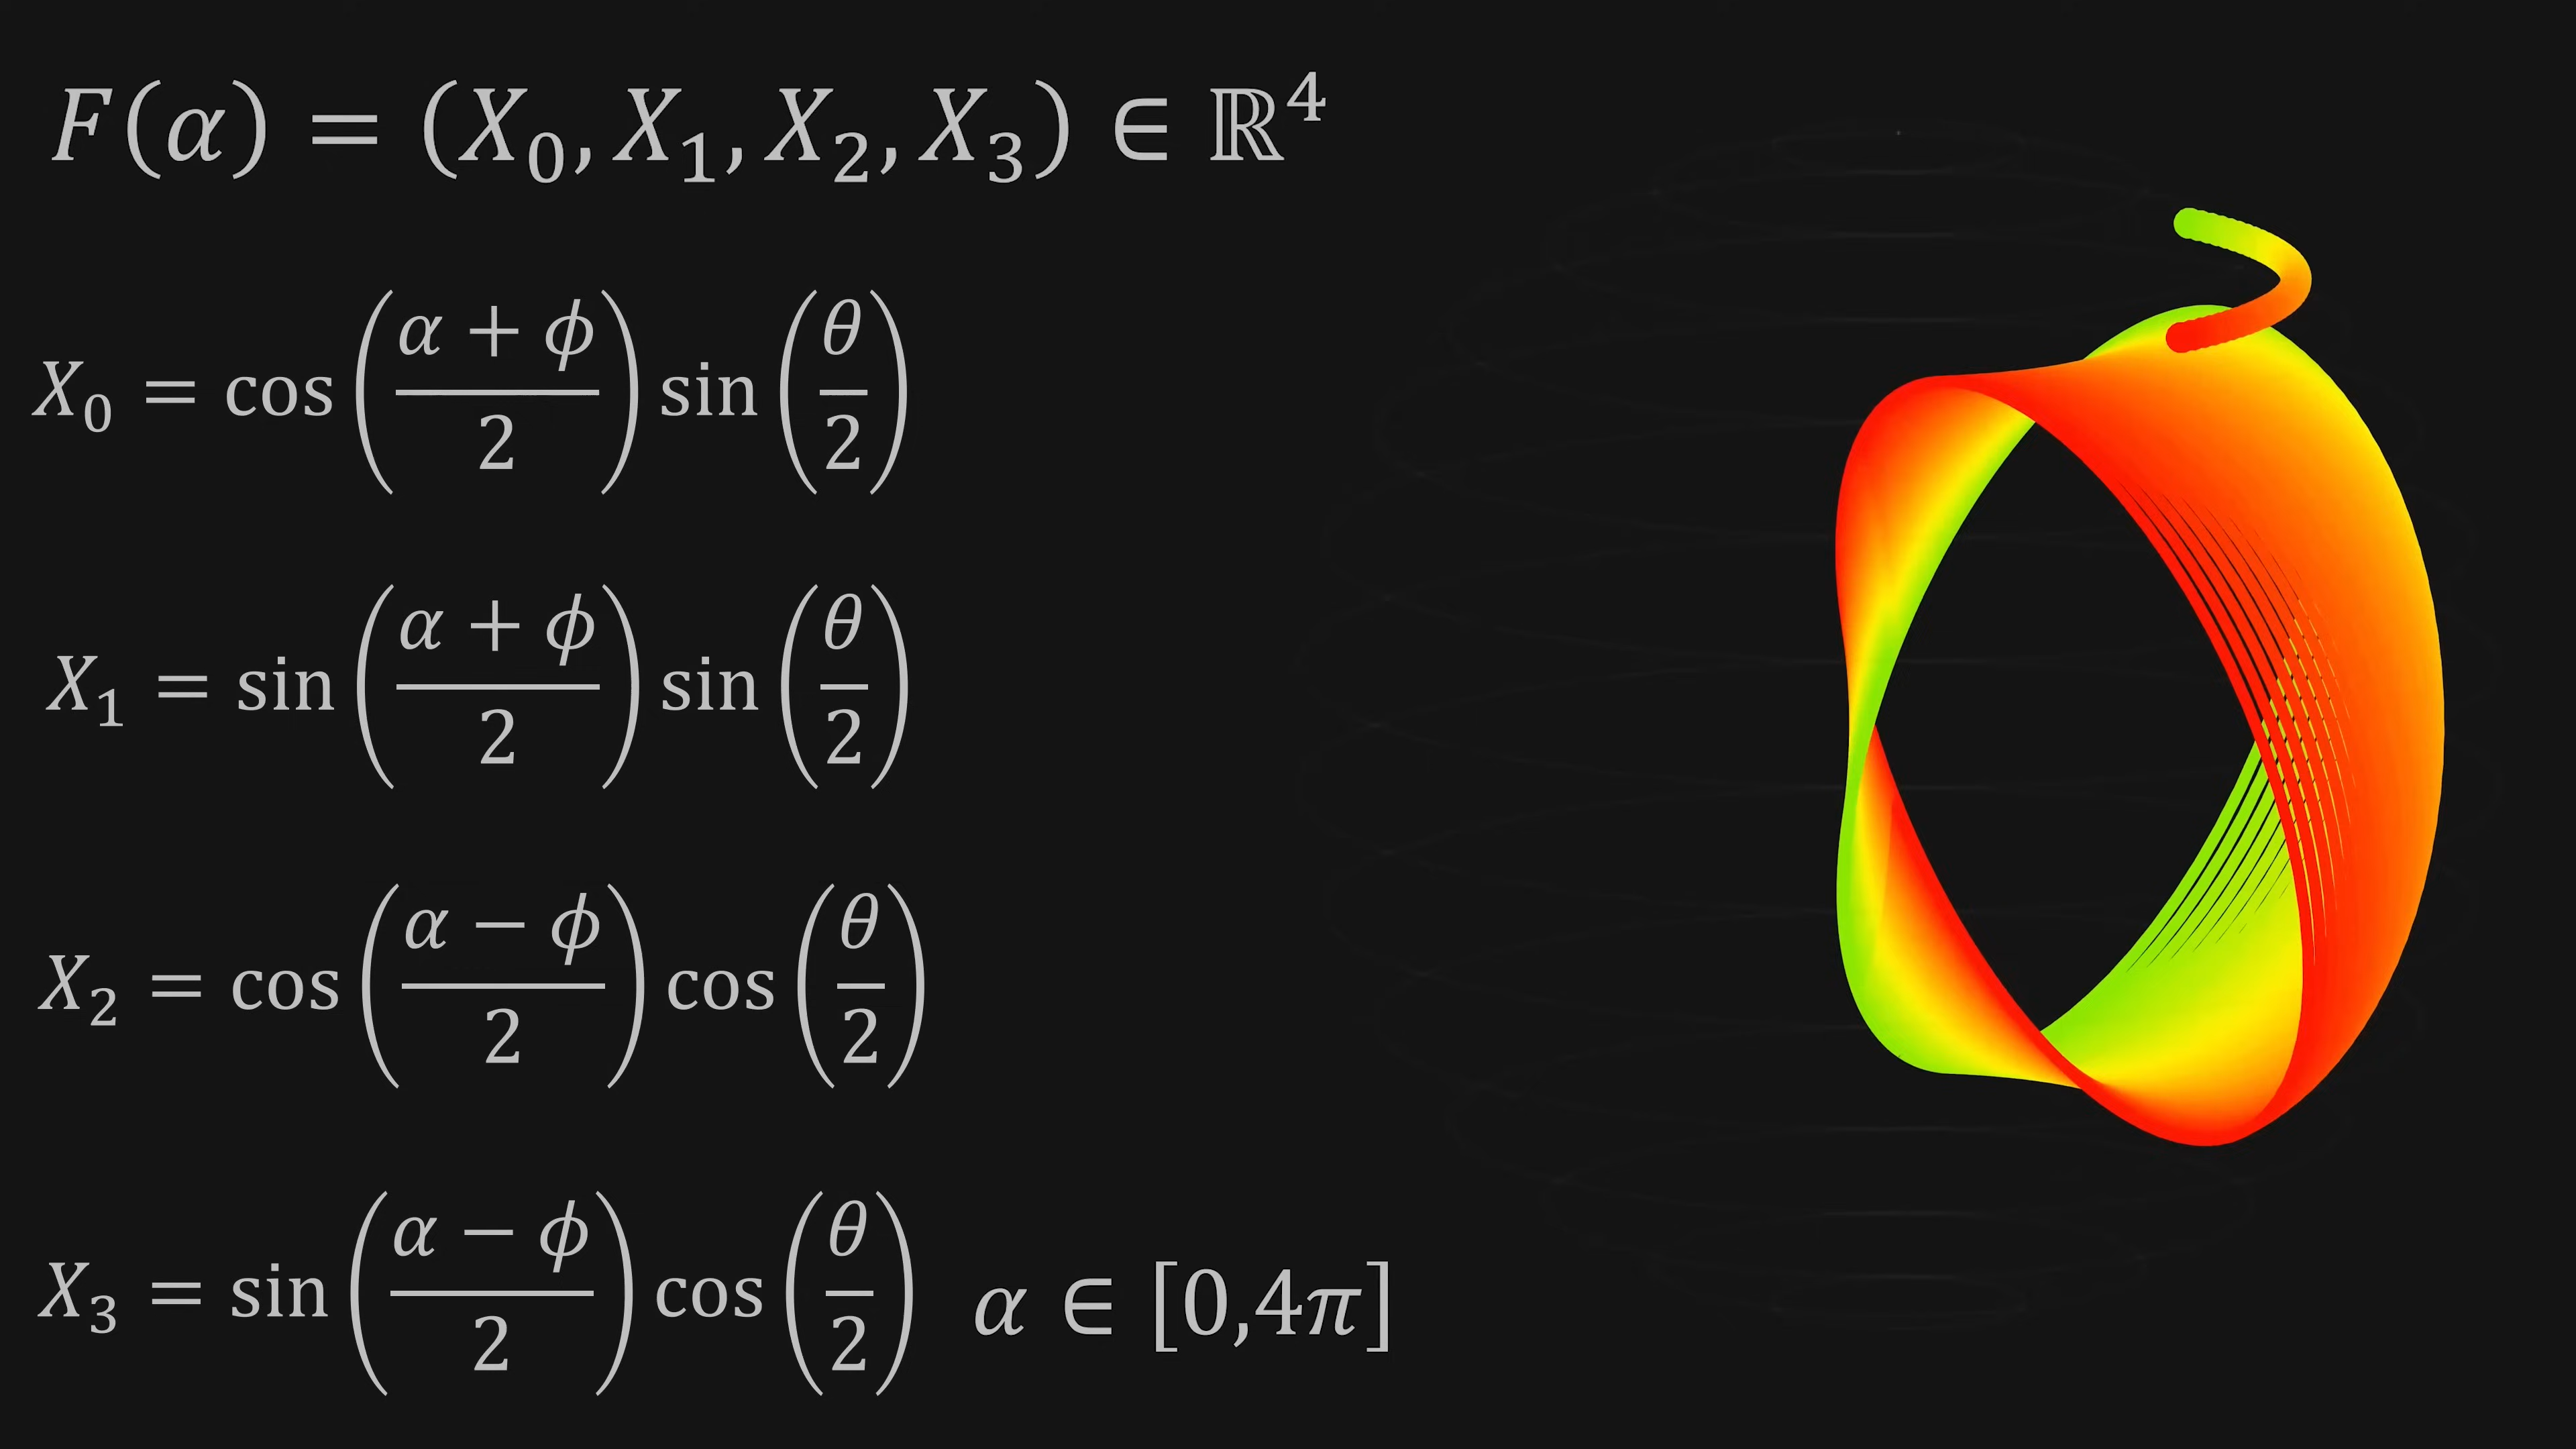 F(α) = (X₀, X₁, X₂, X₃) ∈ ℝ⁴
X₀ = cos((α + ϕ)/2) sin(θ/2)
X₁ = sin((α + ϕ)/2) sin(θ/2)
X₂ = cos((α − ϕ)/2) cos(θ/2)
X₃ = sin((α − ϕ)/2) cos(θ/2) α ∈ [0,4π]